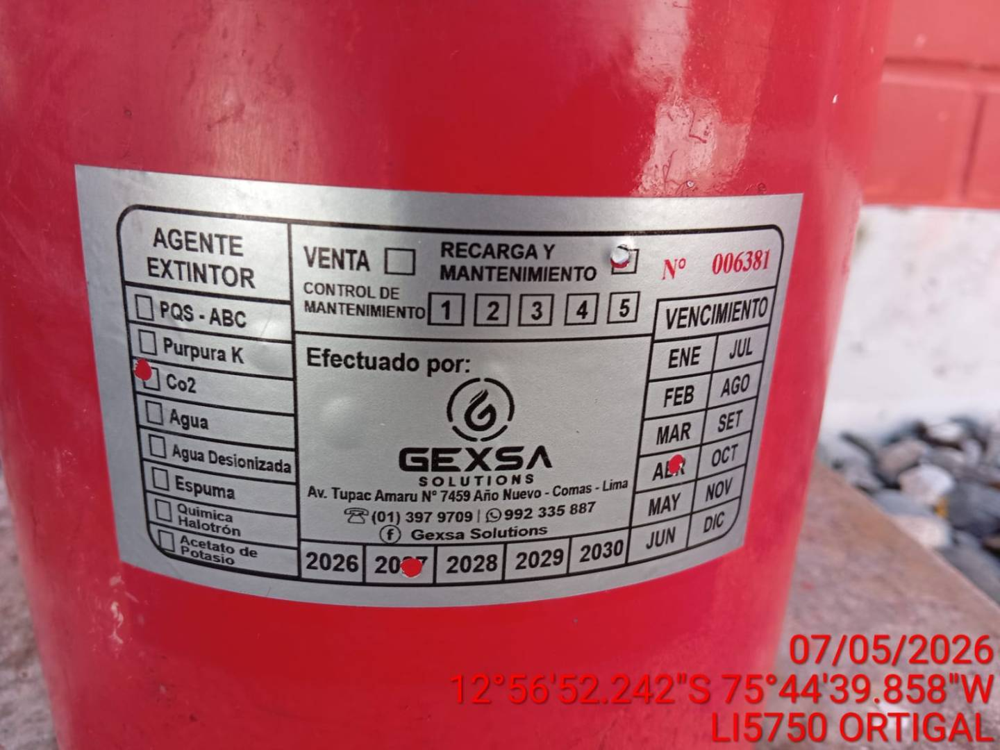 AGENTE
EXTINTOR
PQS - ABC
Purpura K
Co2
Agua
Agua Desionizada
Espuma
Quimica
Halotrón
Acetato de
Potasio
VENTA
RECARGA Y
MANTENIMIENTO
Nº 006381
CONTROL DE
MANTENIMIENTO 1 2 3 4 5
Efectuado por:
GEXSA
SOLUTIONS
Av. Tupac Amaru Nº 7459 Año Nuevo - Comas - Lima
(01) 397 9709 | 992 335 887
f Gexsa Solutions
2026 2027 2028 2029 2030
VENCIMIENTO
ENE JUL
FEB AGO
MAR SET
ABR OCT
MAY NOV
JUN DIC
07/05/2026
12°56'52.242"S 75°44'39.858"W
LI5750 ORTIGAL